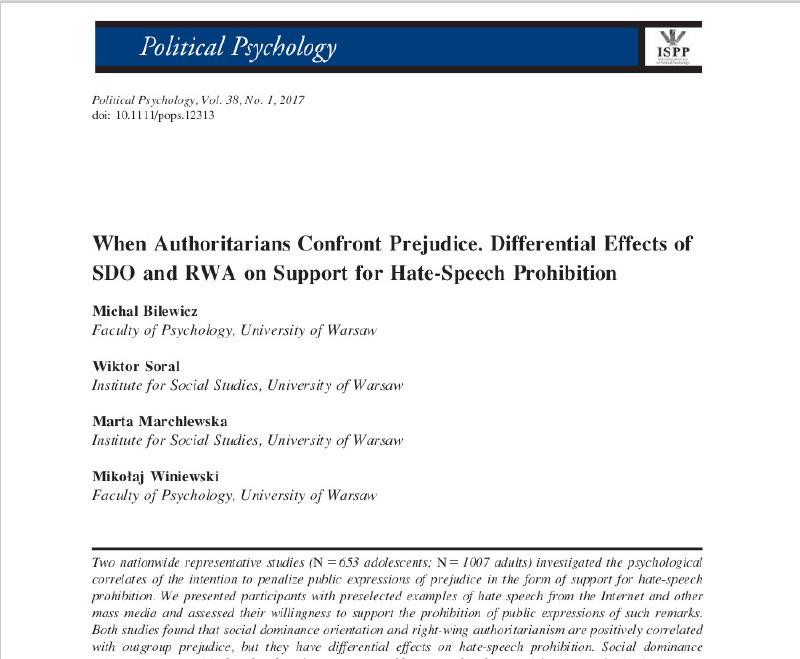 Political Psychology
ISPP
Political Psychology, Vol. 38, No. 1, 2017
doi: 10.1111/pops.12313
When Authoritarians Confront Prejudice. Differential Effects of
SDO and RWA on Support for Hate-Speech Prohibition
Michal Bilewicz
Faculty of Psychology, University of Warsaw
Wiktor Soral
Institute for Social Studies, University of Warsaw
Marta Marchlewska
Institute for Social Studies, University of Warsaw
Mikołaj Winiewski
Faculty of Psychology, University of Warsaw
Two nationwide representative studies (N = 653 adolescents; N = 1007 adults) investigated the psychological
correlates of the intention to penalize public expressions of prejudice in the form of support for hate-speech
prohibition. We presented participants with preselected examples of hate speech from the Internet and other
mass media and assessed their willingness to support the prohibition of public expressions of such remarks.
Both studies found that social dominance orientation and right-wing authoritarianism are positively correlated
with outgroup prejudice, but they have differential effects on hate-speech prohibition. Social dominance